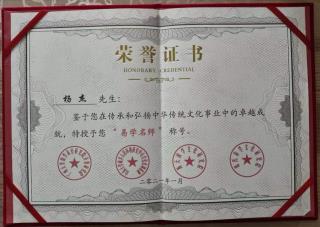 荣誉证书
HONORARY CREDENTIAL
杨杰 先生：
鉴于您在传承和弘扬中华传统文化事业中的卓越成
绩，特授予您“易学名师”称号。
二零二一年一月